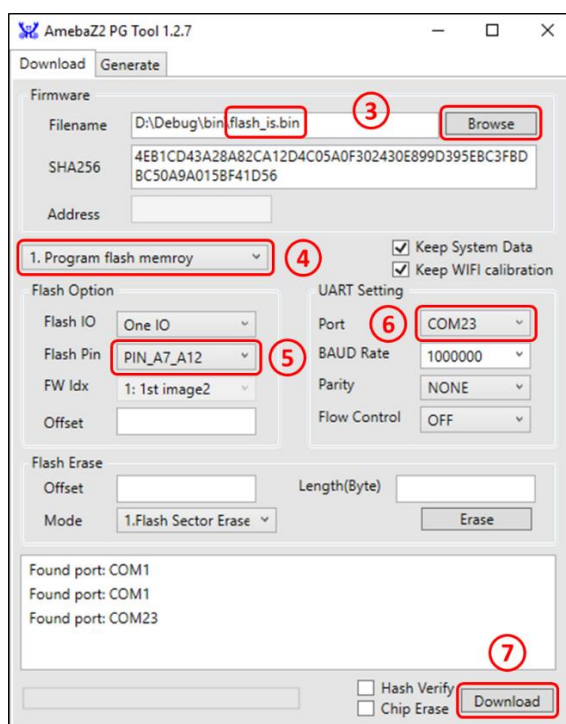 AmebaZ2 PG Tool 1.2.7
Download Generate
Firmware
Filename D:\Debug\bin\flash_is.bin ③ Browse
SHA256 4EB1CD43A28A82CA12D4C05A0F302430E899D395EBC3FBD
BC50A9A015BF41D56
Address
1. Program flash memroy ④ Keep System Data
Keep WIFI calibration
Flash Option UART Setting
Flash IO One IO Port ⑥ COM23
Flash Pin PIN_A7_A12 ⑤ BAUD Rate 1000000
FW Idx 1: 1st image2 Parity NONE
Offset Flow Control OFF
Flash Erase
Offset Length(Byte)
Mode 1.Flash Sector Erase Erase
Found port: COM1
Found port: COM1
Found port: COM23
⑦
Hash Verify
Chip Erase Download